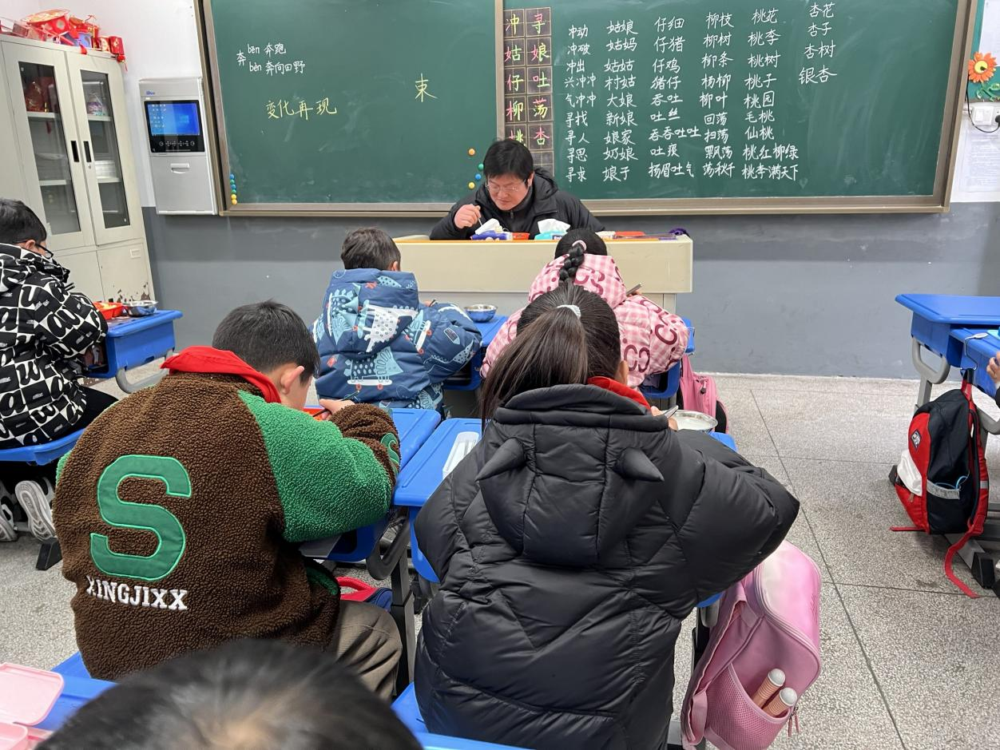 bēn 奔跑
奔
bèn 奔向田野
变化再现
束
冲 寻
姑 娘
仔 吐
柳 荡
桃 杏
冲动
冲破
冲出
兴冲冲
气冲冲
寻找
寻人
寻思
寻求
姑娘
姑妈
姑姑
村姑
大娘
新娘
娘家
奶娘
娘子
仔细
仔猪
仔鸡
猪仔
吞吐
吐丝
吞吞吐吐
吐痰
扬眉吐气
柳枝
柳树
柳条
杨柳
柳叶
回荡
扫荡
飘荡
荡秋千
桃花
桃李
桃树
桃子
桃园
毛桃
仙桃
桃红柳绿
桃李满天下
杏花
杏子
杏树
银杏
S
XINGJIXX